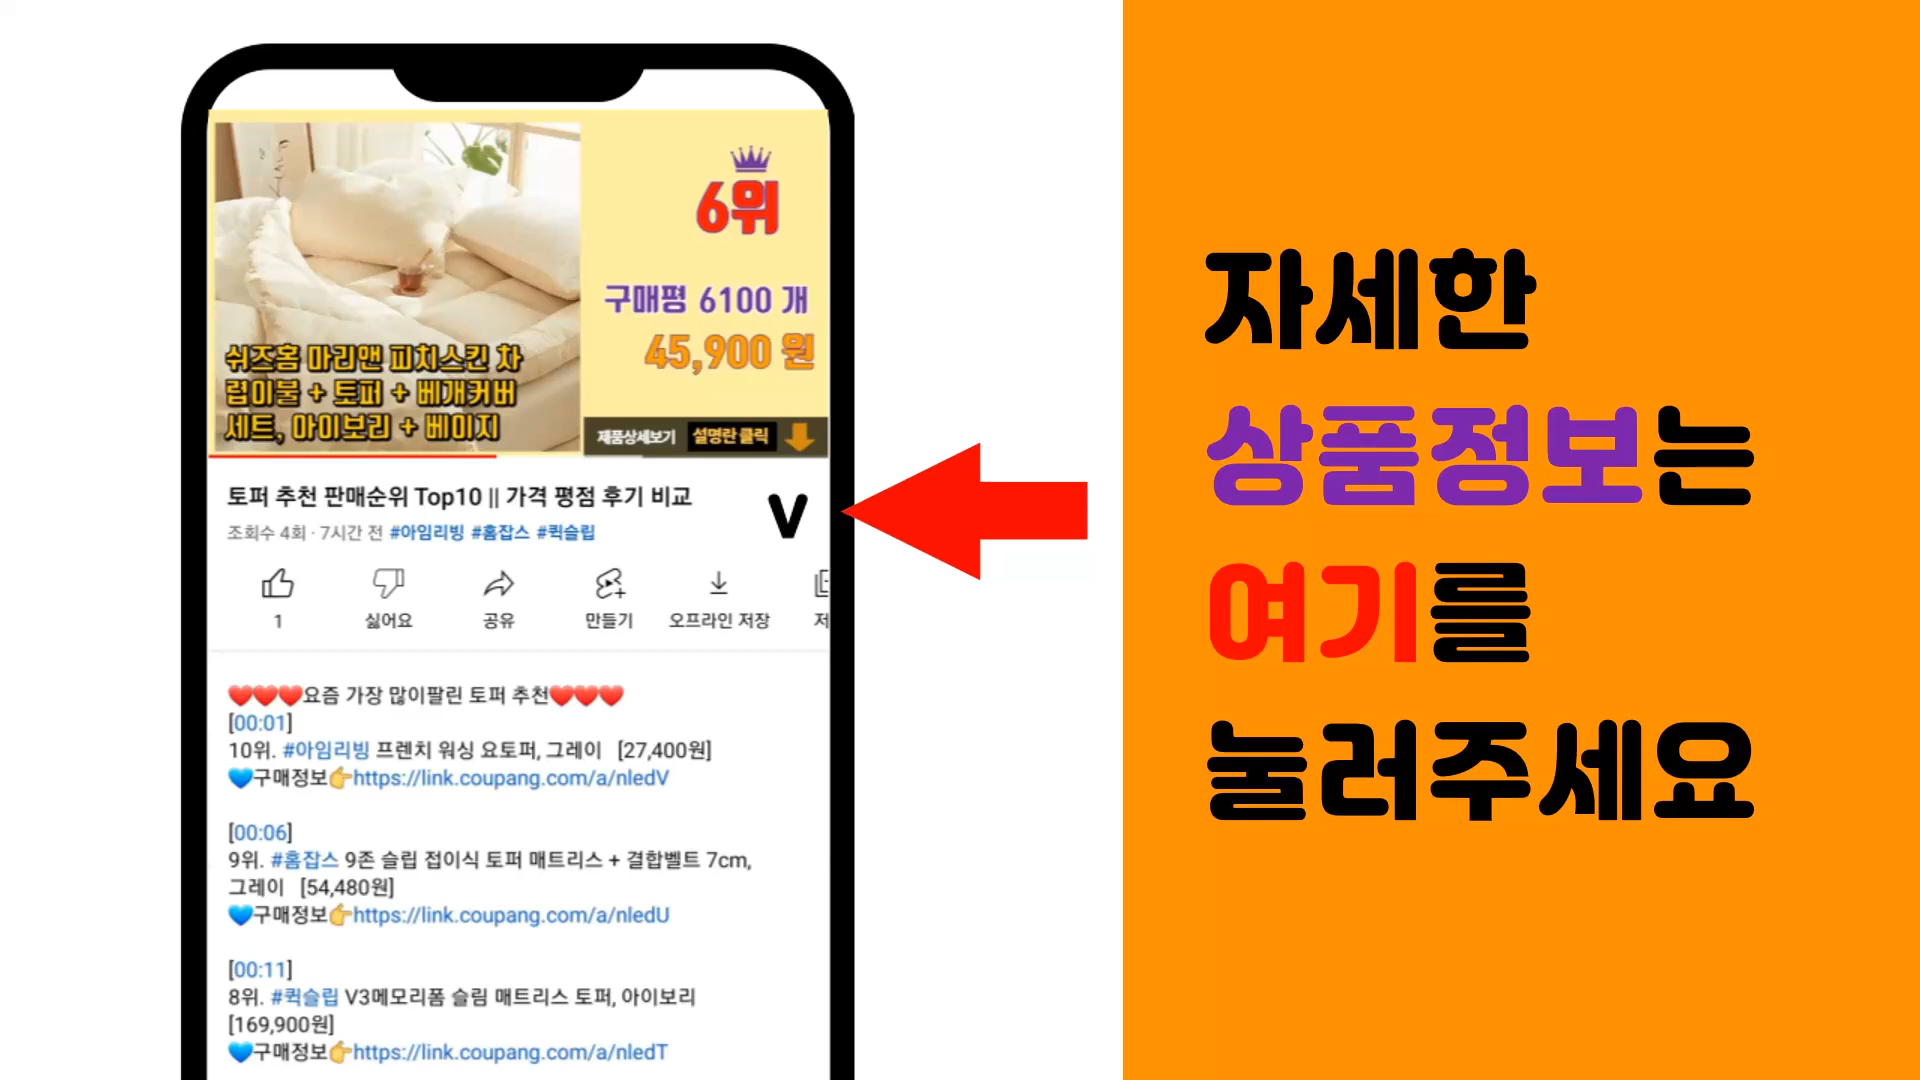 6위
구매평 6100 개
45,900 원
쉬즈홈 마리앤 피치스킨 차
렵이불 + 토퍼 + 베개커버
세트, 아이보리 + 베이지
제품상세보기 설명란 클릭
토퍼 추천 판매순위 Top10 || 가격 평점 후기 비교
V
조회수 4회 · 7시간 전 #아임리빙 #홈잡스 #퀵슬립
1 싫어요 공유 만들기 오프라인 저장 저
❤️❤️❤️요즘 가장 많이팔린 토퍼 추천❤️❤️❤️
[00:01]
10위. #아임리빙 프렌치 워싱 요토퍼, 그레이 [27,400원]
💙구매정보👉https://link.coupang.com/a/nledV
[00:06]
9위. #홈잡스 9존 슬립 접이식 토퍼 매트리스 + 결합벨트 7cm,
그레이 [54,480원]
💙구매정보👉https://link.coupang.com/a/nledU
[00:11]
8위. #퀵슬립 V3메모리폼 슬림 매트리스 토퍼, 아이보리
[169,900원]
💙구매정보👉https://link.coupang.com/a/nledT
자세한
상품정보는
여기를
눌러주세요